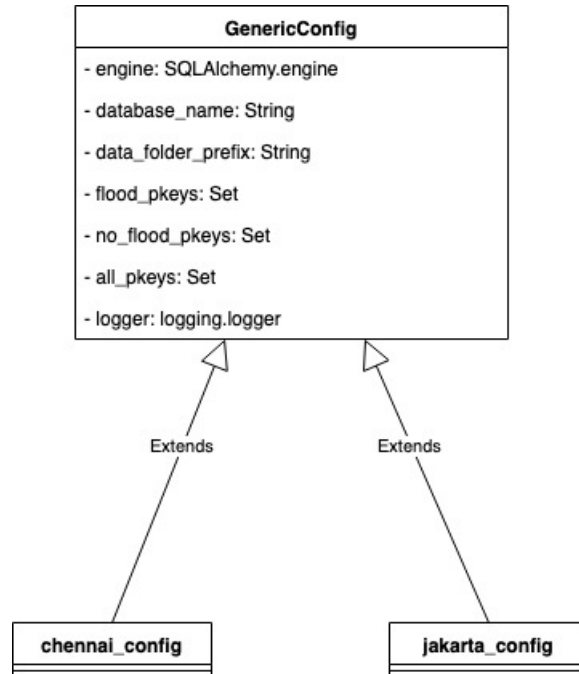 GenericConfig
- engine: SQLAlchemy.engine
- database_name: String
- data_folder_prefix: String
- flood_pkeys: Set
- no_flood_pkeys: Set
- all_pkeys: Set
- logger: logging.logger
Extends
Extends
chennai_config
jakarta_config